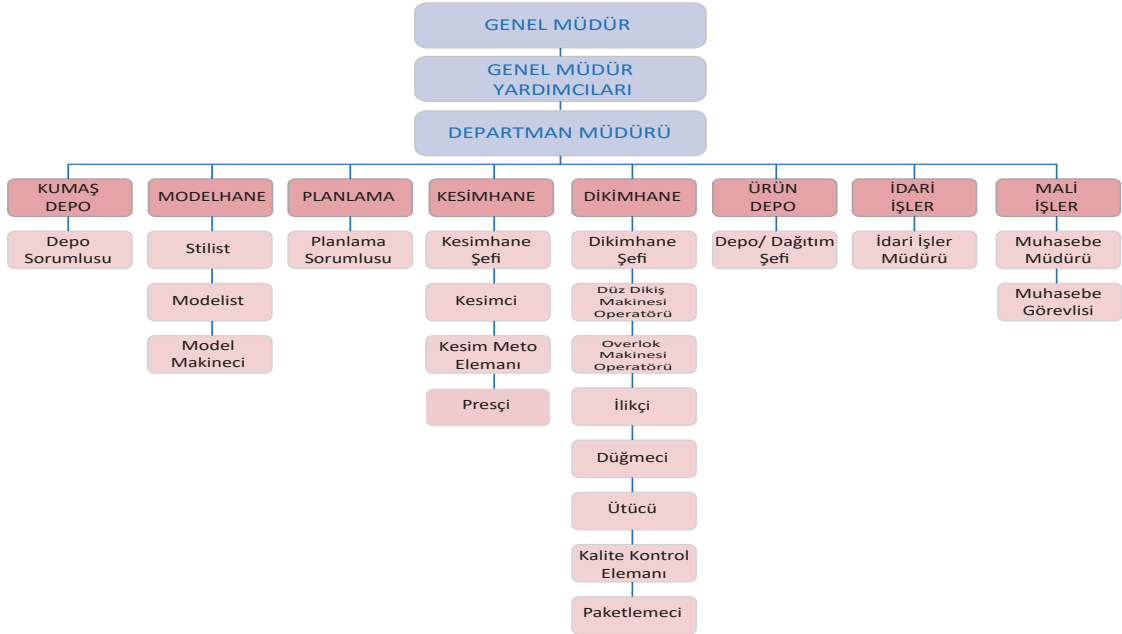 GENEL MÜDÜR
GENEL MÜDÜR
YARDIMCILARI
DEPARTMAN MÜDÜRÜ
KUMAŞ
DEPO
Depo
Sorumlusu
MODELHANE
Stilist
Modelist
Model
Makineci
PLANLAMA
Planlama
Sorumlusu
KESİMHANE
Kesimhane
Şefi
Kesimci
Kesim Meto
Elemanı
Presçi
DİKİMHANE
Dikimhane
Şefi
Düz Dikiş
Makinesi
Operatörü
Overlok
Makinesi
Operatörü
İlikçi
Düğmeci
Ütücü
Kalite Kontrol
Elemanı
Paketlemeci
ÜRÜN
DEPO
Depo/ Dağıtım
Şefi
İDARİ
İŞLER
İdari İşler
Müdürü
MALİ
İŞLER
Muhasebe
Müdürü
Muhasebe
Görevlisi